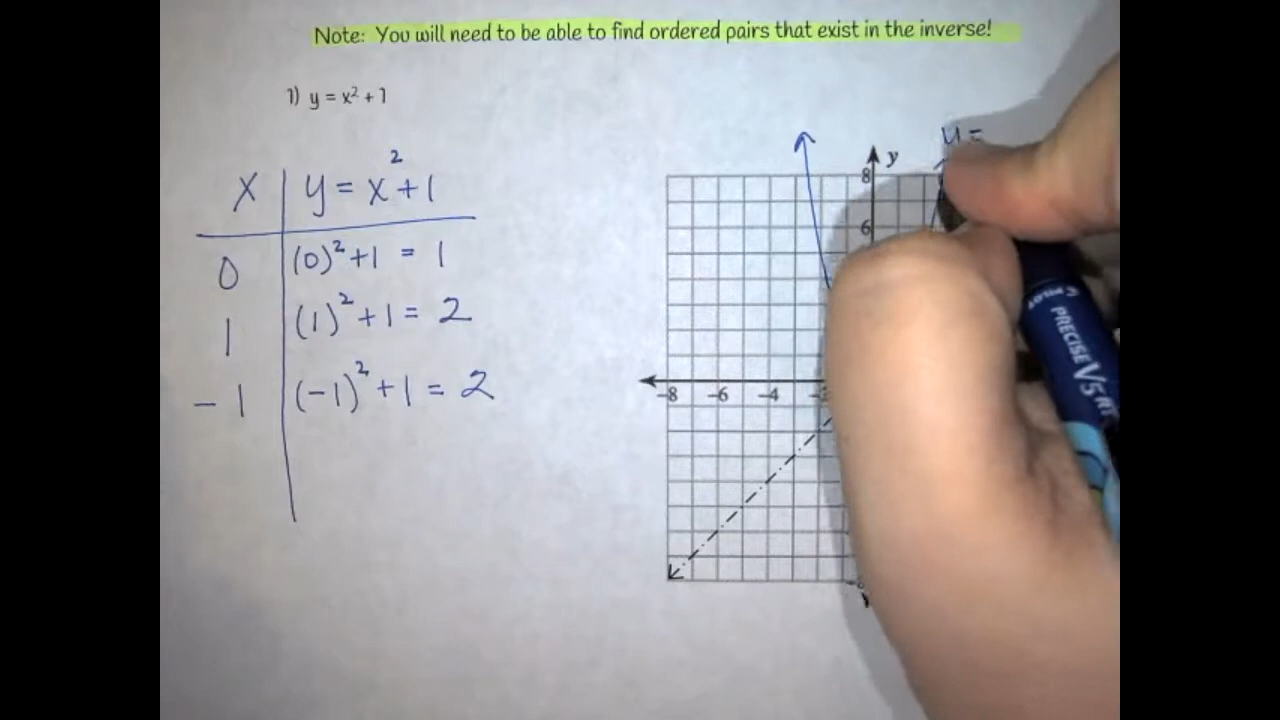 Note: You will need to be able to find ordered pairs that exist in the inverse!
1) y = x² + 1
x | y = x² + 1
0 | (0)² + 1 = 1
1 | (1)² + 1 = 2
-1 | (-1)² + 1 = 2
y =
y
8
6
-8 -6 -4
PILOT
PRECISE V5 RT